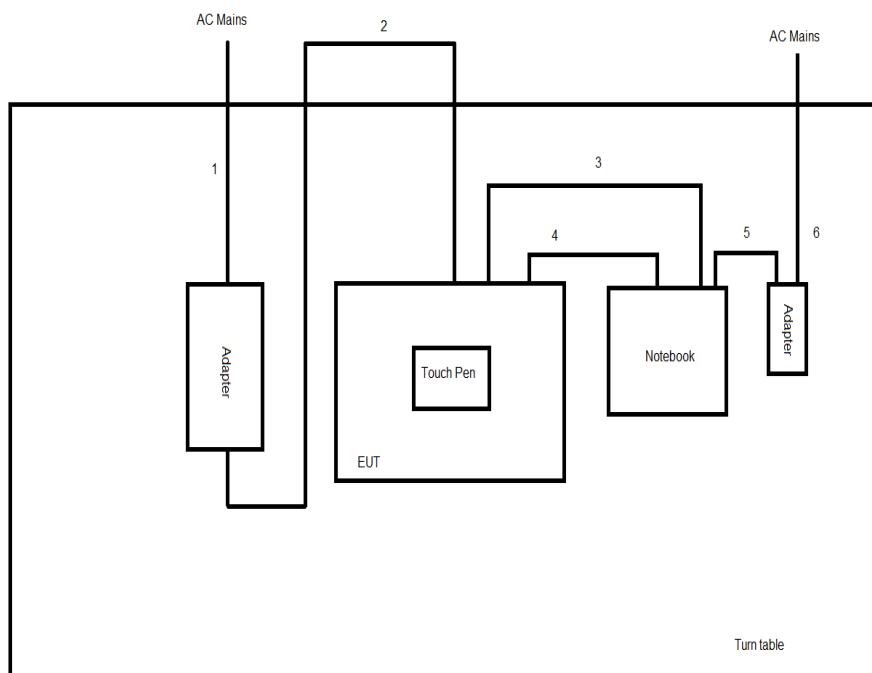 AC Mains
2
AC Mains
1
3
4
5
6
Adapter
Touch Pen
EUT
Notebook
Adapter
Turn table